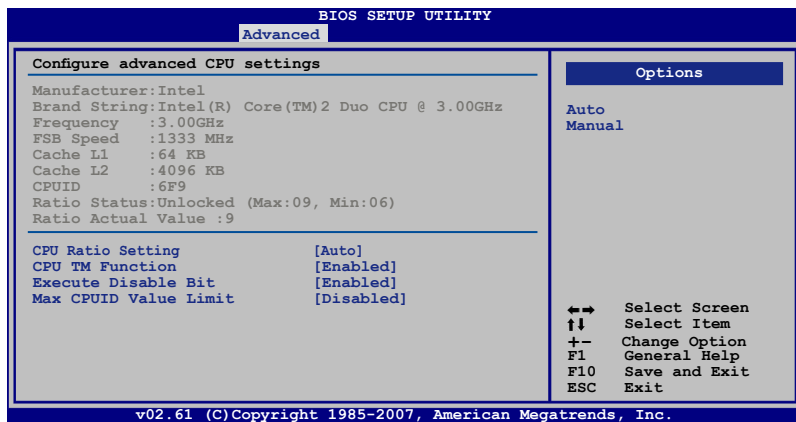 BIOS SETUP UTILITY
Advanced
Configure advanced CPU settings
Manufacturer:Intel
Brand String:Intel(R) Core(TM)2 Duo CPU @ 3.00GHz
Frequency :3.00GHz
FSB Speed :1333 MHz
Cache L1 :64 KB
Cache L2 :4096 KB
CPUID :6F9
Ratio Status:Unlocked (Max:09, Min:06)
Ratio Actual Value :9
CPU Ratio Setting [Auto]
CPU TM Function [Enabled]
Execute Disable Bit [Enabled]
Max CPUID Value Limit [Disabled]
Options
Auto
Manual
←→ Select Screen
↑↓ Select Item
+- Change Option
F1 General Help
F10 Save and Exit
ESC Exit
v02.61 (C)Copyright 1985-2007, American Megatrends, Inc.